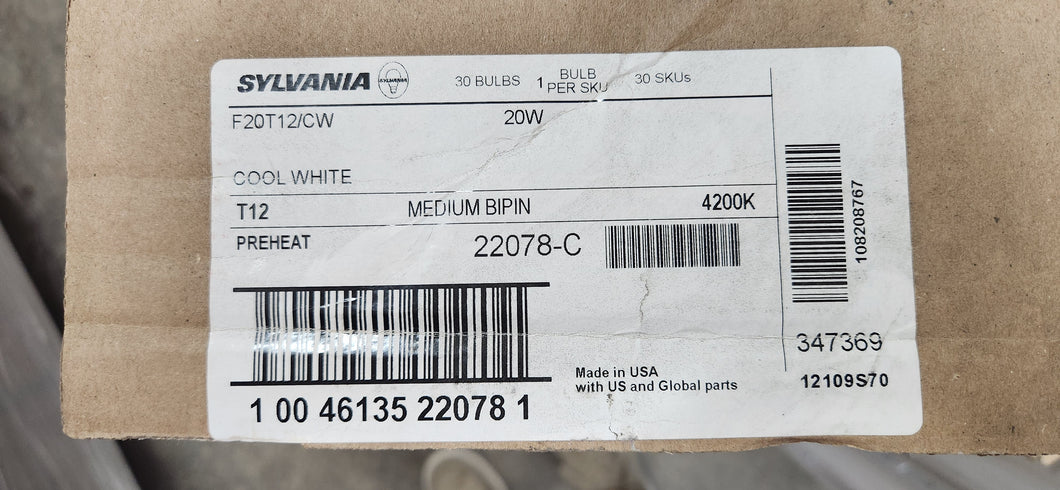 SYLVANIA SYLVANIA 30 BULBS 1 BULB PER SKU 30 SKUs
F20T12/CW 20W
COOL WHITE
T12 MEDIUM BIPIN 4200K
PREHEAT 22078-C
108208767
347369
Made in USA
with US and Global parts
12109S70
1 00 46135 22078 1